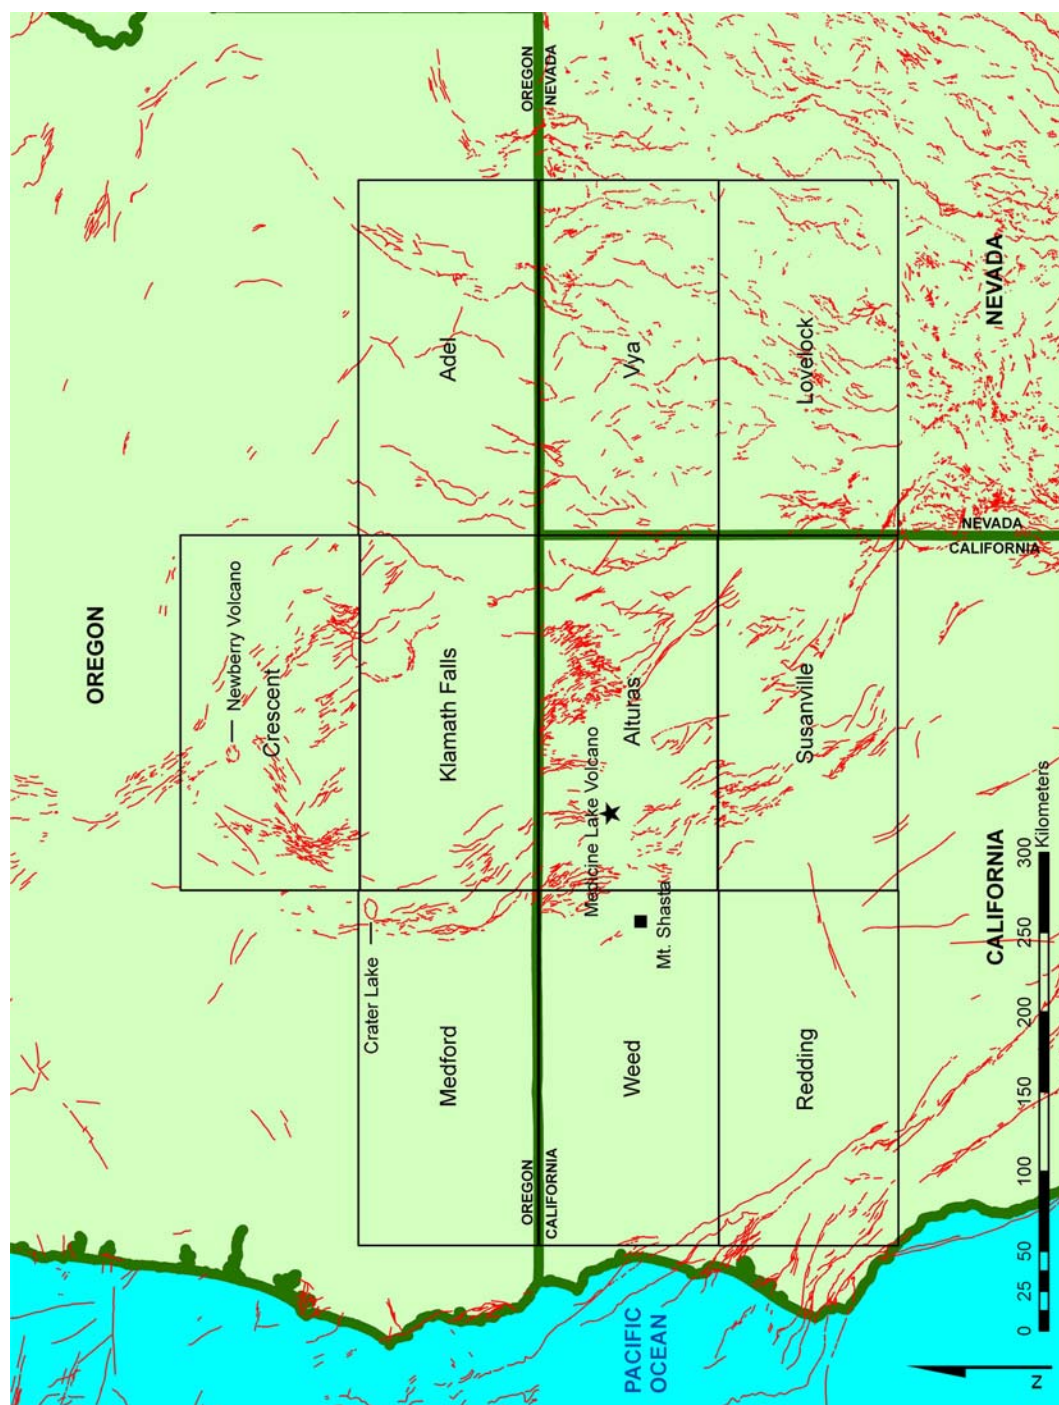 OREGON
Newberry Volcano
Crescent
Crater Lake
Medford
Klamath Falls
Adel
OREGON
CALIFORNIA
OREGON
NEVADA
Medicine Lake Volcano
Mt. Shasta
Weed
Alturas
Vya
Redding
Susanville
Lovelock
PACIFIC
OCEAN
NEVADA
CALIFORNIA
CALIFORNIA
NEVADA
0 25 50 100 150 200 250 300
Kilometers
N